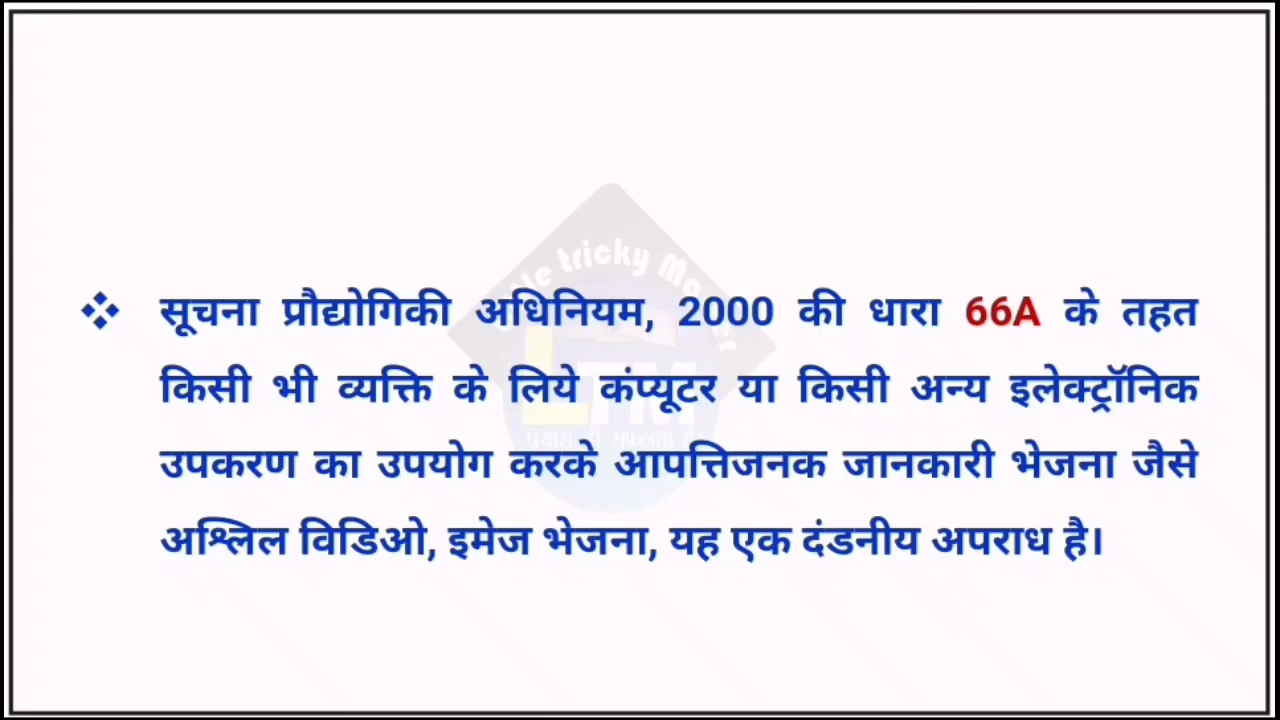 सूचना प्रौद्योगिकी अधिनियम, 2000 की धारा 66A के तहत
किसी भी व्यक्ति के लिये कंप्यूटर या किसी अन्य इलेक्ट्रॉनिक
उपकरण का उपयोग करके आपत्तिजनक जानकारी भेजना जैसे
अश्लिल विडिओ, इमेज भेजना, यह एक दंडनीय अपराध है।